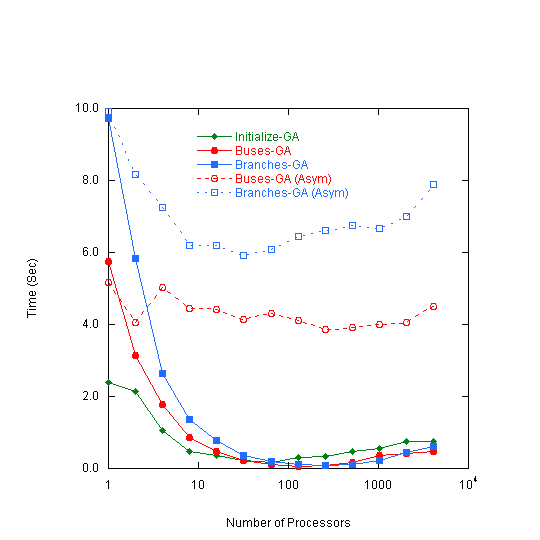 10.0
8.0
6.0
4.0
2.0
0.0
Time (Sec)
Initialize-GA
Buses-GA
Branches-GA
Buses-GA (Asym)
Branches-GA (Asym)
1 10 100 1000 10⁴
Number of Processors